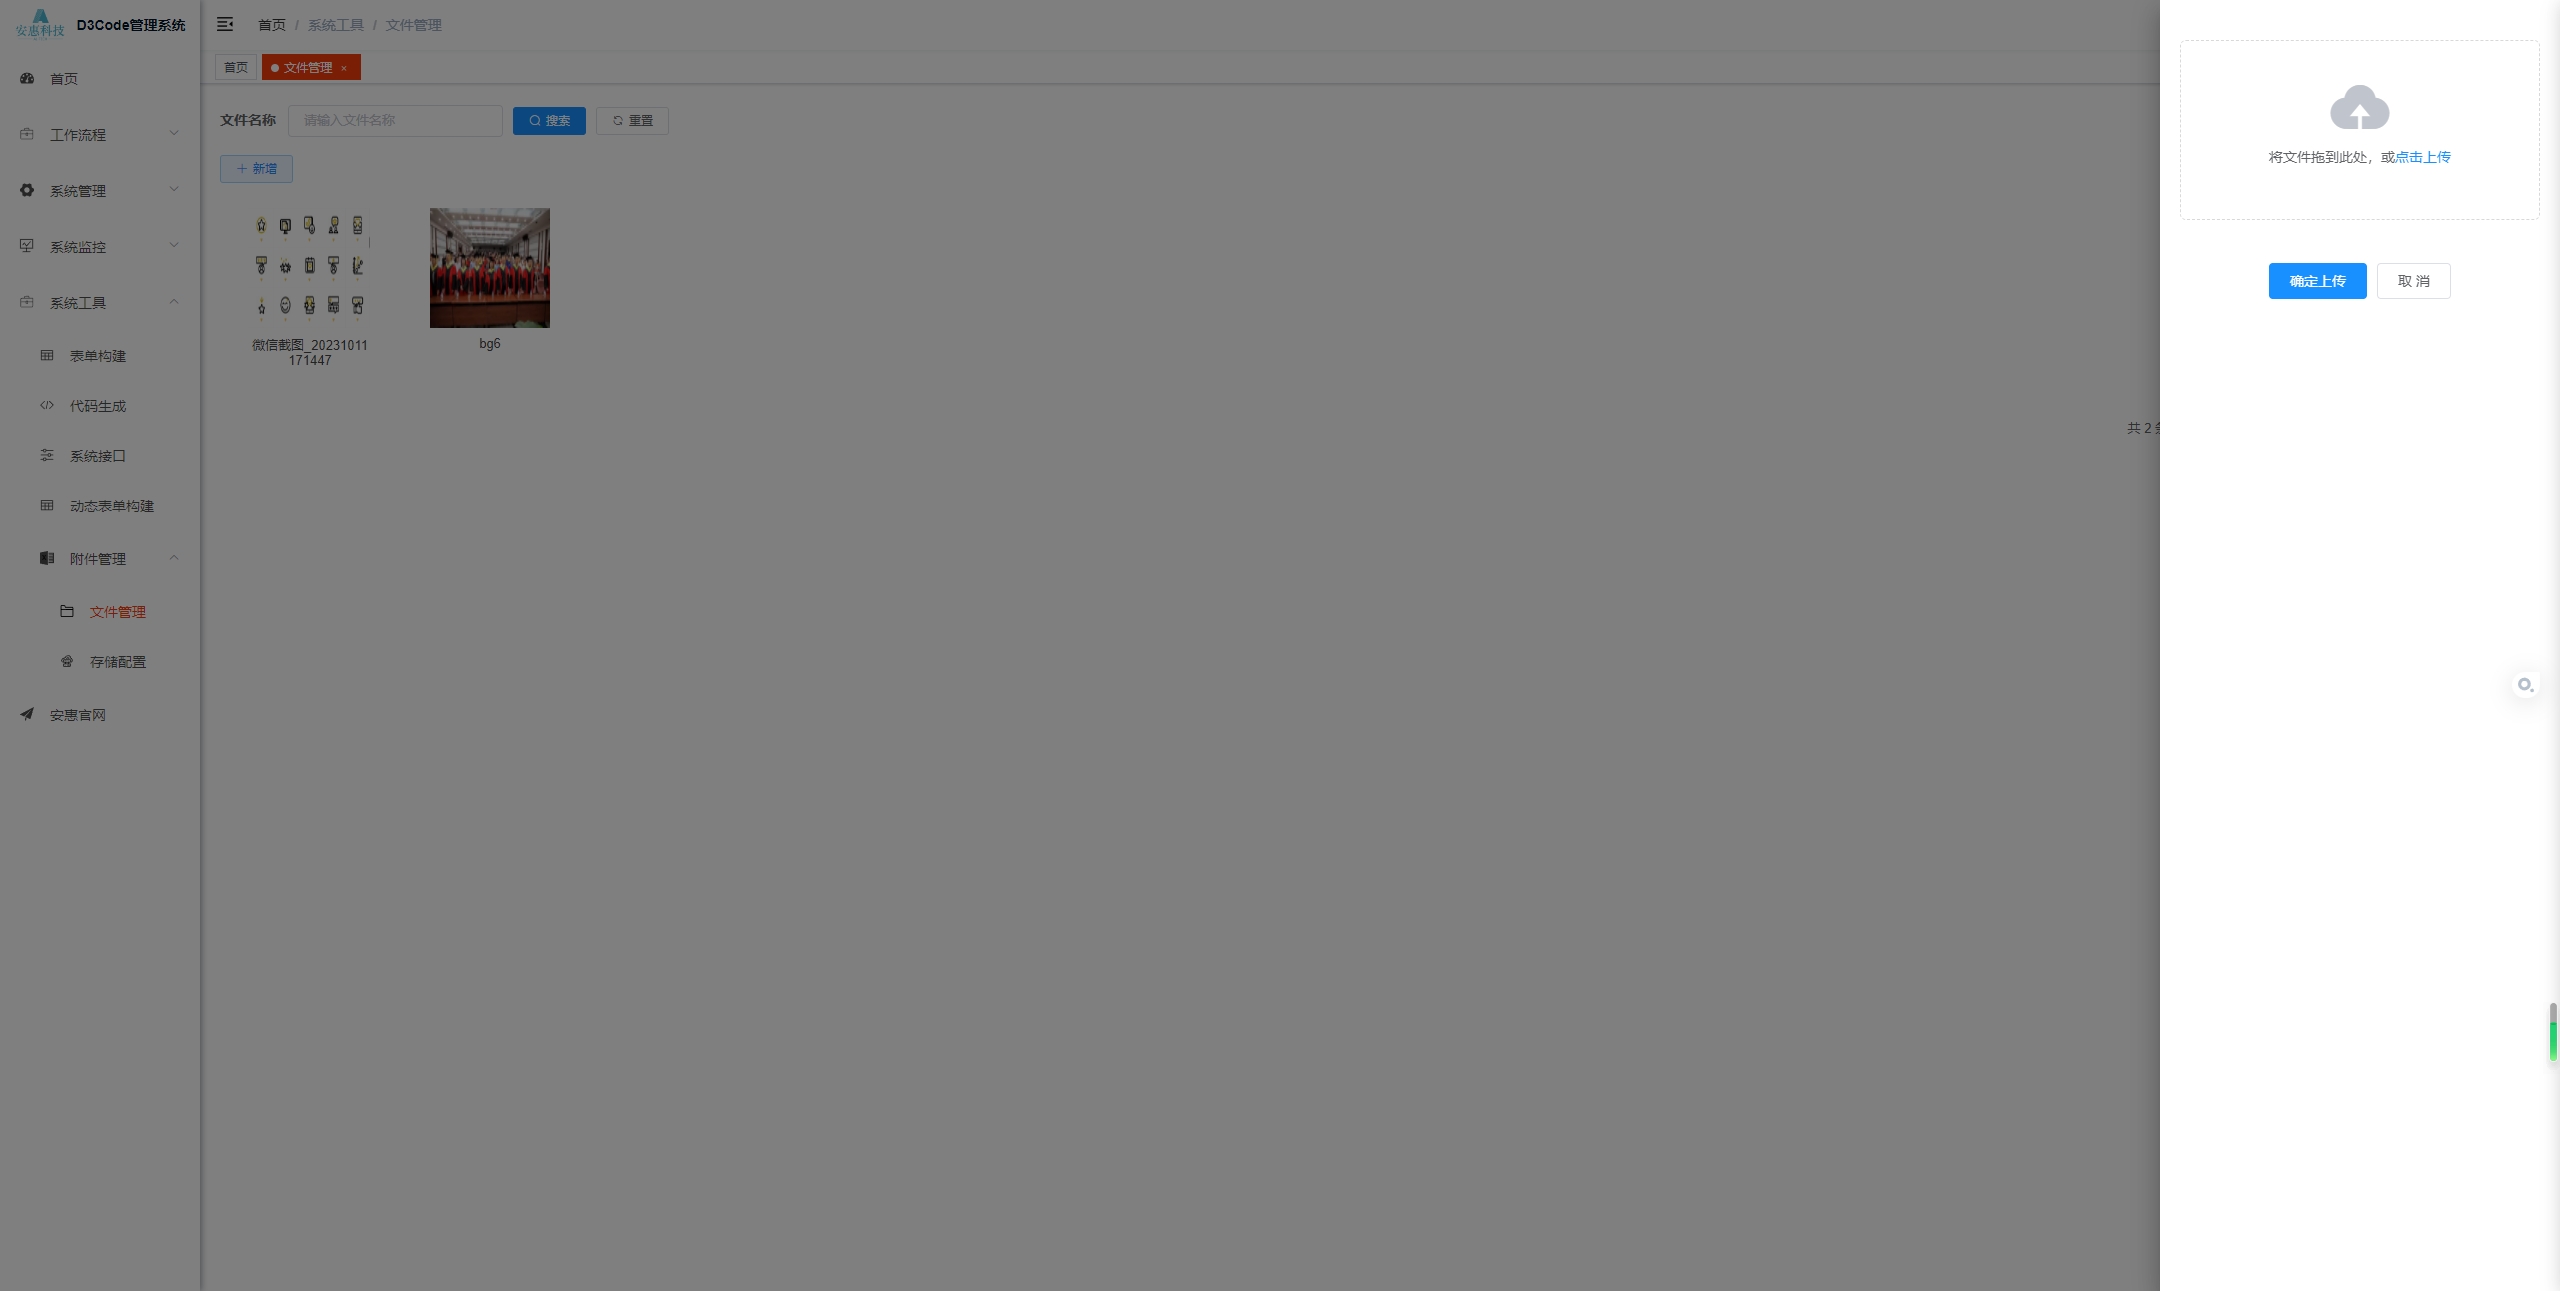 安惠科技
D3Code管理系统
首页 / 系统工具 / 文件管理
首页
文件管理 ×
首页
工作流程
系统管理
系统监控
系统工具
表单构建
代码生成
系统接口
动态表单构建
附件管理
文件管理
存储配置
安惠官网
文件名称 请输入文件名称 搜索 重置
新增
微信截图_20231011
171447
bg6
共 2
将文件拖到此处，或点击上传
确定上传 取 消